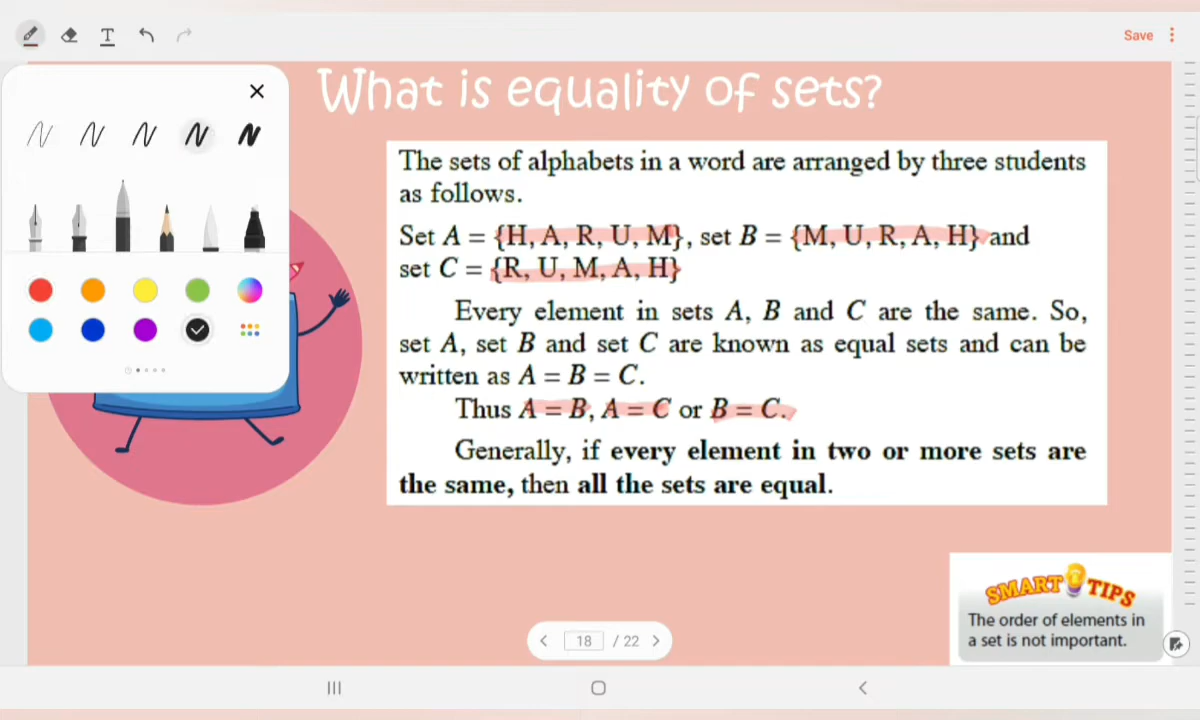 T
Save
What is equality of sets?
The sets of alphabets in a word are arranged by three students
as follows.
Set A = {H, A, R, U, M}, set B = {M, U, R, A, H} and
set C = {R, U, M, A, H}
Every element in sets A, B and C are the same. So,
set A, set B and set C are known as equal sets and can be
written as A = B = C.
Thus A = B, A = C or B = C.
Generally, if every element in two or more sets are
the same, then all the sets are equal.
SMART TIPS
The order of elements in
a set is not important.
18 / 22